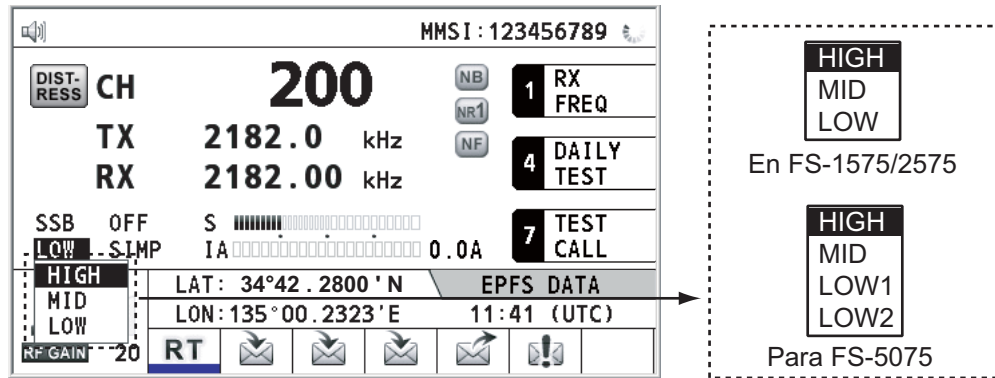 MMSI:123456789
DIST-RESS CH 200 NB 1 RX FREQ
NR1
TX 2182.0 kHz NF 4 DAILY TEST
RX 2182.00 kHz
SSB OFF S 7 TEST CALL
LOW SIMP IA 0.0A
HIGH
MID
LOW
LAT: 34°42.2800'N EPFS DATA
LON:135°00.2323'E 11:41 (UTC)
RF GAIN 20 RT
HIGH
MID
LOW
En FS-1575/2575
HIGH
MID
LOW1
LOW2
Para FS-5075